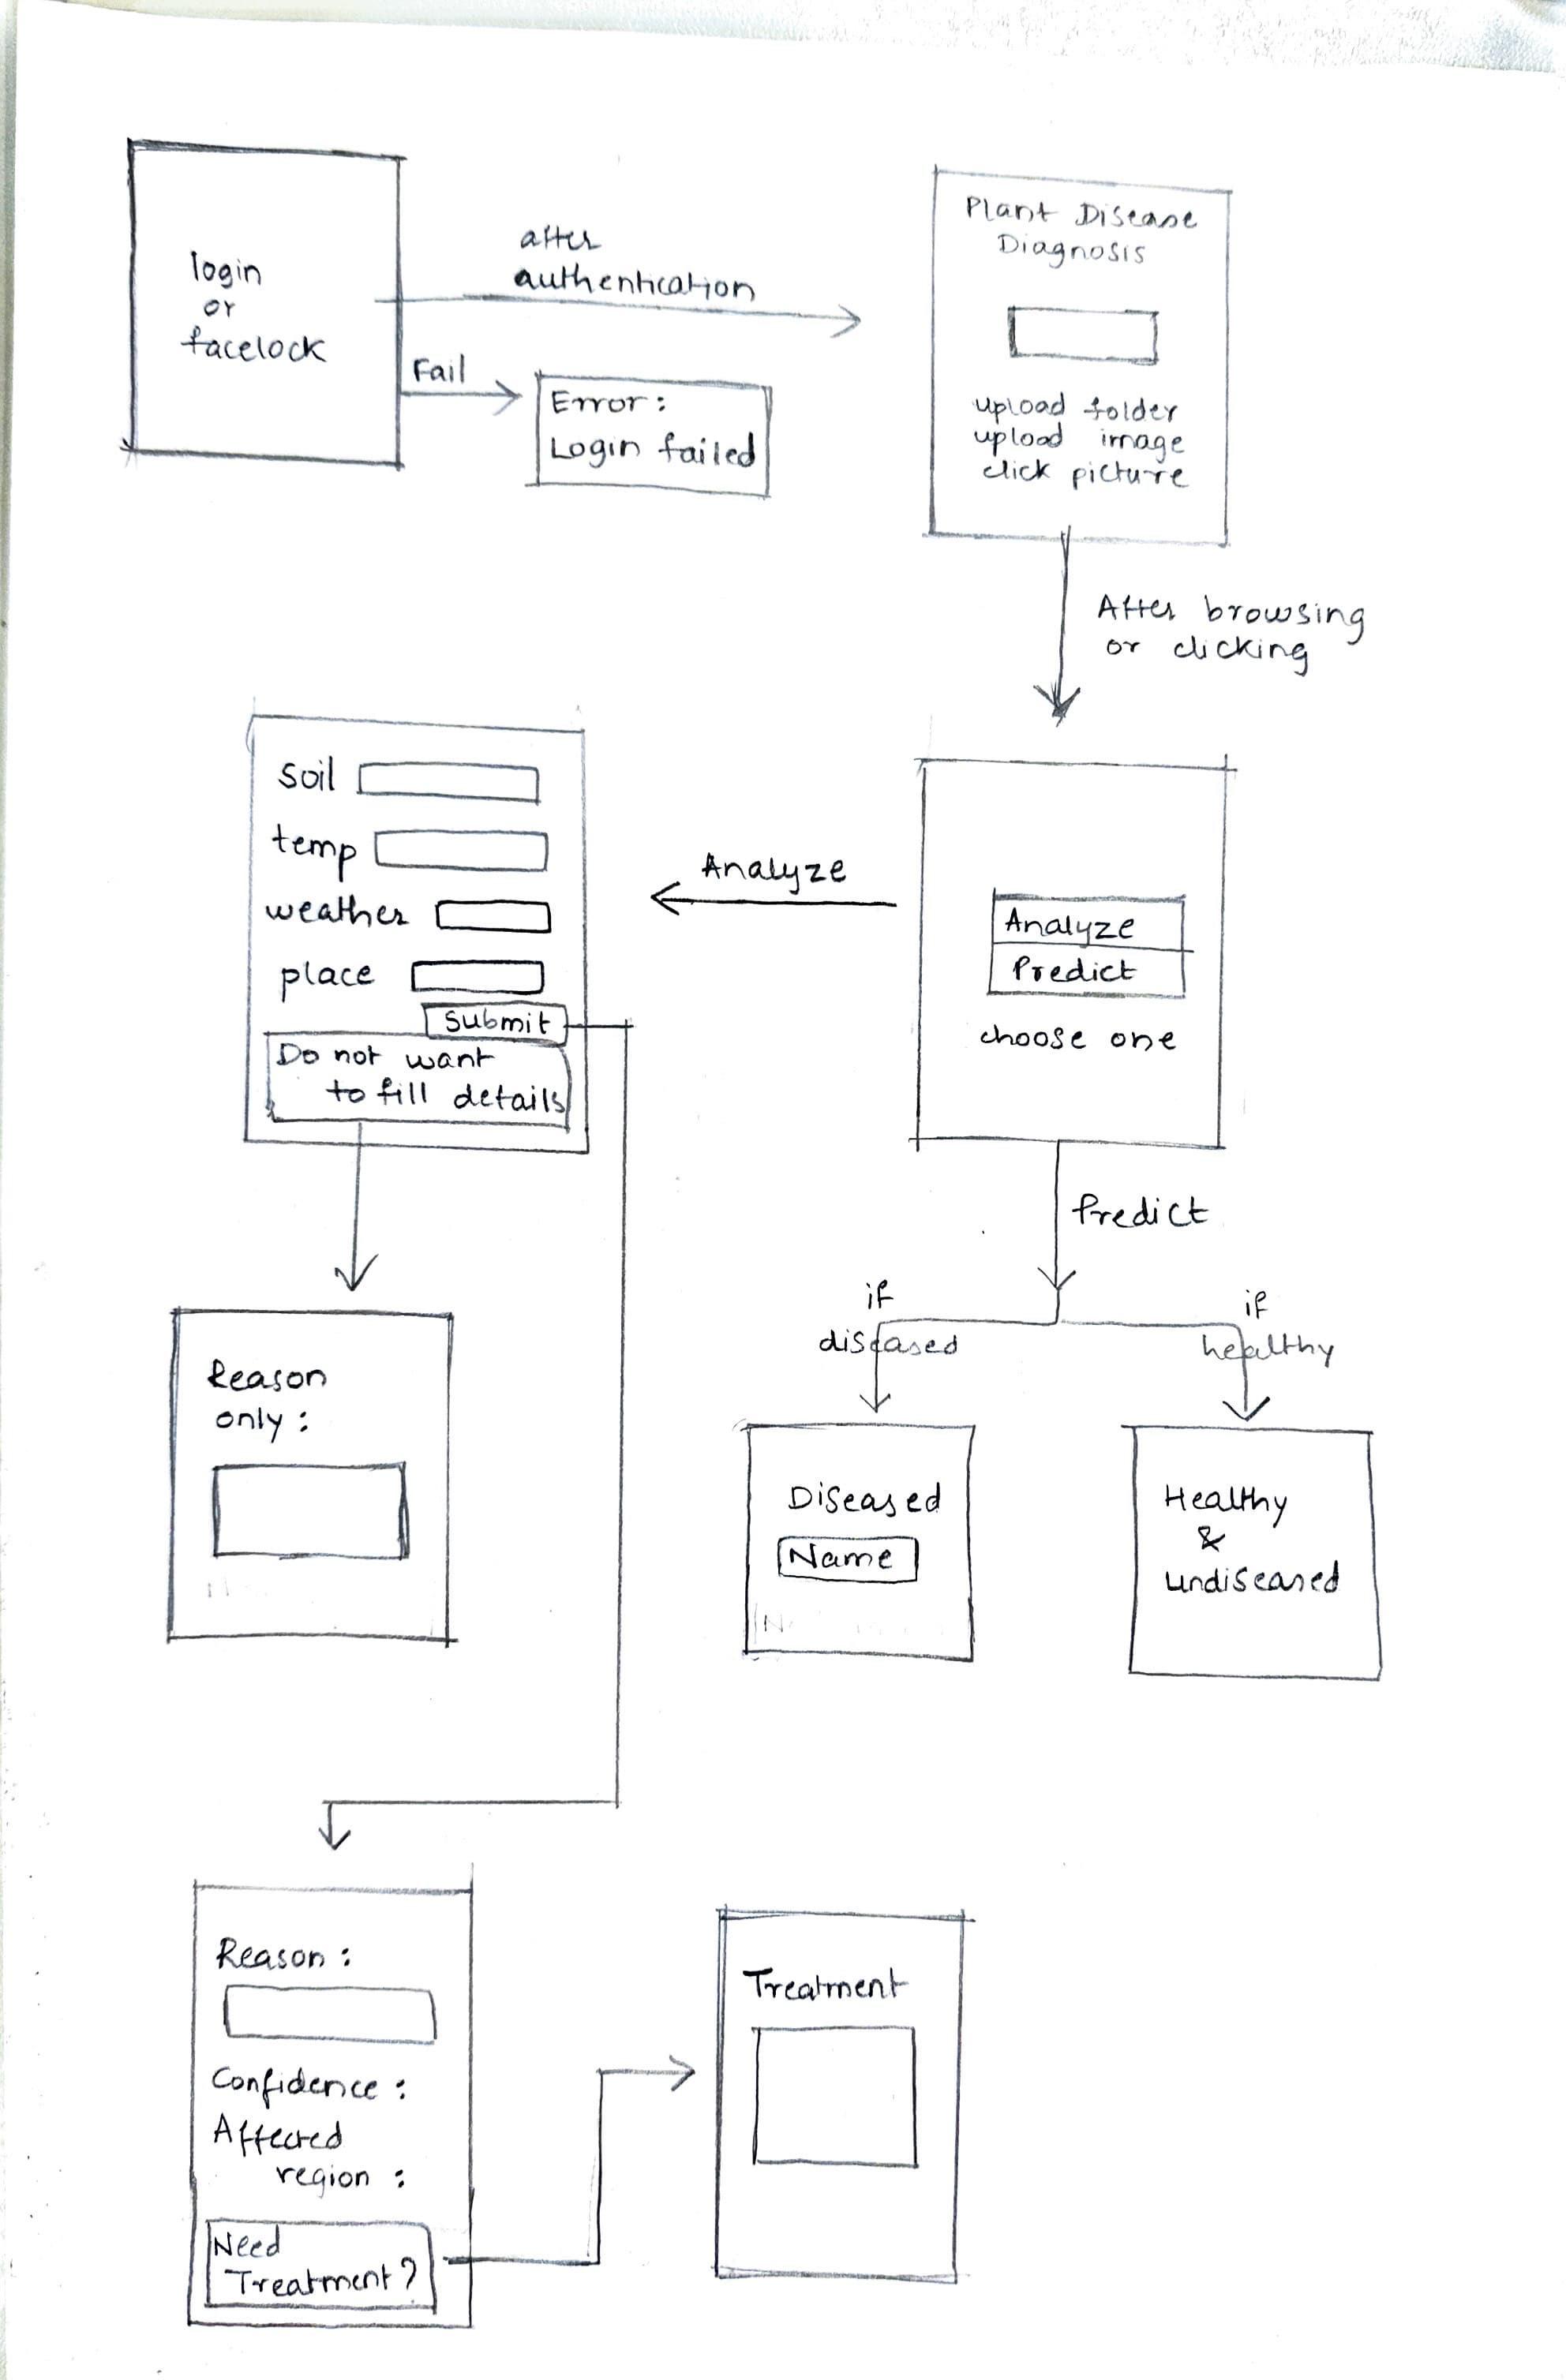 login
or
facelock
after
authentication
Fail
Error:
Login failed
Plant Disease
Diagnosis
upload folder
upload image
click picture
After browsing
or clicking
Analyze
Predict
choose one
Analyze
soil
temp
weather
place
Submit
Do not want
to fill details
Predict
if
diseased
if
healthy
Reason
only:
Diseased
Name
Healthy
&
undiseased
Reason:
Confidence:
Affected
region:
Need
Treatment?
Treatment